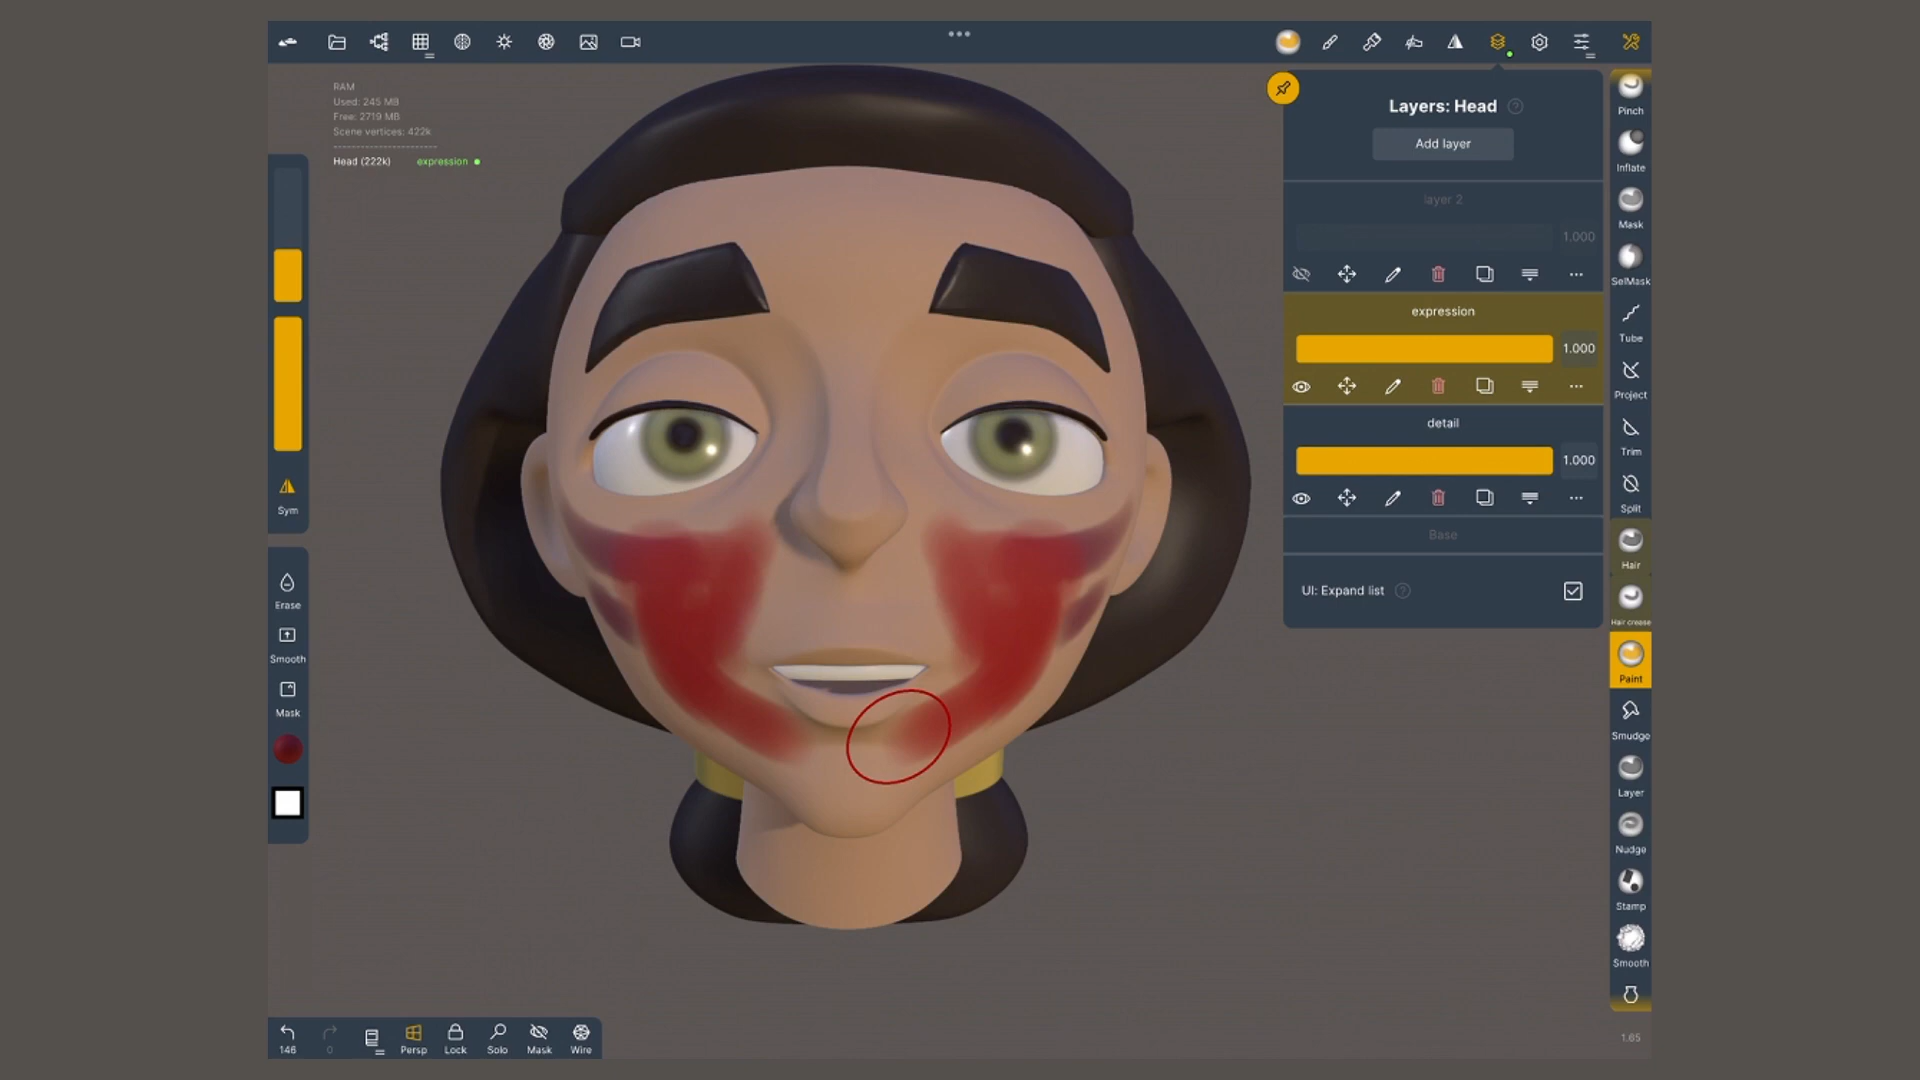 RAM
Used: 245 MB
Free: 2719 MB
Scene vertices: 422k
------------------------
Head (222k) expression
Sym
Erase
Smooth
Mask
146
0
Persp
Lock
Solo
Mask
Wire
Layers: Head ?
Add layer
layer 2
1.000
expression
1.000
detail
1.000
Base
UI: Expand list ?
Pinch
Inflate
Mask
SelMask
Tube
Project
Trim
Split
Hair
Hair crease
Paint
Smudge
Layer
Nudge
Stamp
Smooth
1.65